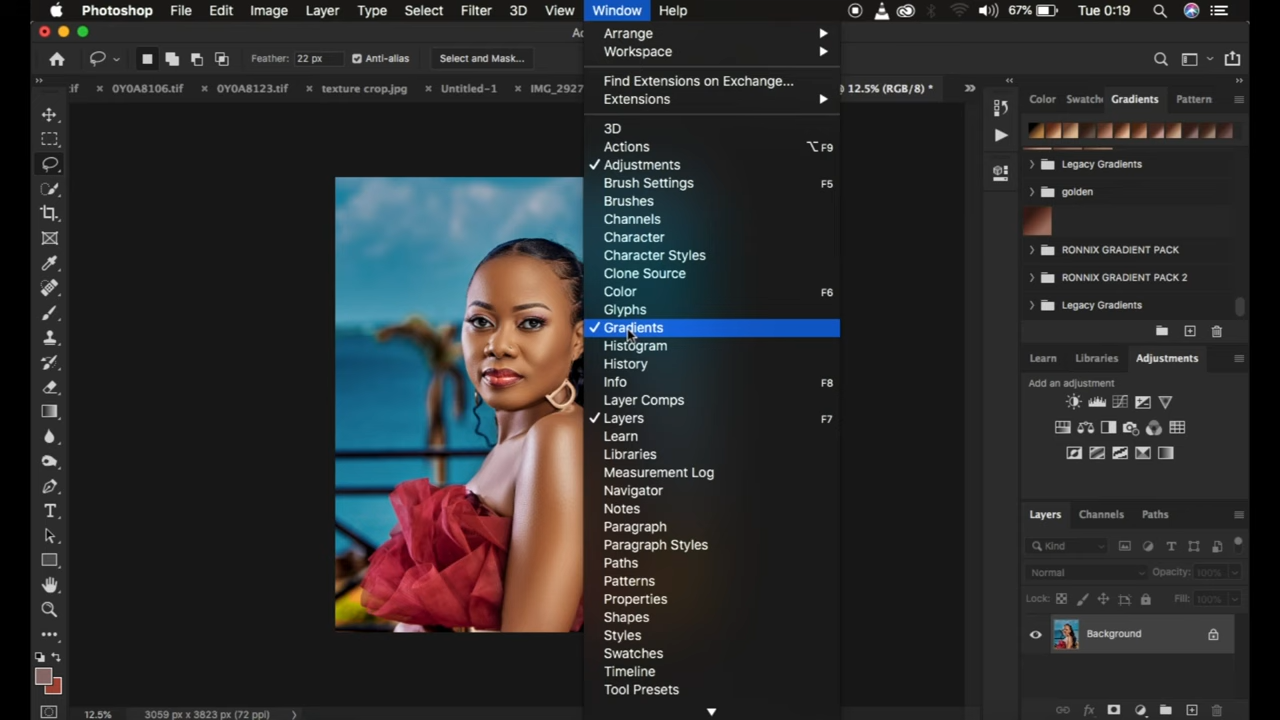 Photoshop File Edit Image Layer Type Select Filter 3D View Window Help 67% Tue 0:19
Feather: 22 px Anti-alias Select and Mask...
if × 0Y0A8106.tif × 0Y0A8123.tif × texture crop.jpg × Untitled-1 × IMG_2927 @ 12.5% (RGB/8) *
Arrange
Workspace
Find Extensions on Exchange...
Extensions
3D
Actions ⌥F9
Adjustments
Brush Settings F5
Brushes
Channels
Character
Character Styles
Clone Source
Color F6
Glyphs
Gradients
Histogram
History
Info F8
Layer Comps
Layers F7
Learn
Libraries
Measurement Log
Navigator
Notes
Paragraph
Paragraph Styles
Paths
Patterns
Properties
Shapes
Styles
Swatches
Timeline
Tool Presets
Color Swatch Gradients Pattern
Legacy Gradients
golden
RONNIX GRADIENT PACK
RONNIX GRADIENT PACK 2
Legacy Gradients
Learn Libraries Adjustments
Add an adjustment
Layers Channels Paths
Kind
Normal Opacity: 100%
Lock: Fill: 100%
Background
12.5% 3059 px x 3823 px (72 ppi)